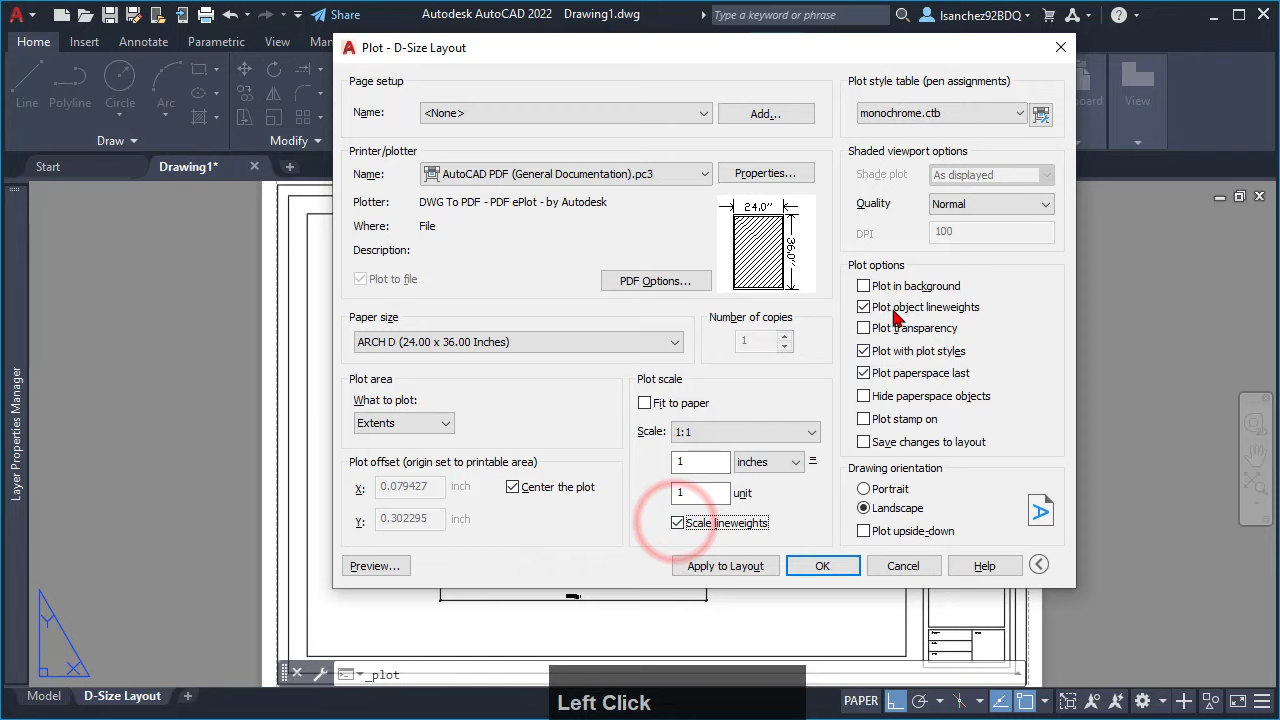 Share
Autodesk AutoCAD 2022 Drawing1.dwg
Type a keyword or phrase
lsanchez92BDQ
Home Insert Annotate Parametric View
Line Polyline Circle Arc
Draw
Modify
View
Start
Drawing1*
Plot - D-Size Layout
Page setup
Name: <None> Add...
Printer/plotter
Name: AutoCAD PDF (General Documentation).pc3 Properties...
Plotter: DWG To PDF - PDF ePlot - by Autodesk
Where: File
Description:
Plot to file
PDF Options...
24.0''
36.0''
Paper size
ARCH D (24.00 x 36.00 Inches)
Number of copies
1
Plot area
What to plot:
Extents
Plot offset (origin set to printable area)
X: 0.079427 inch
Center the plot
Y: 0.302295 inch
Plot scale
Fit to paper
Scale: 1:1
1 inches =
1 unit
Scale lineweights
Plot style table (pen assignments)
monochrome.ctb
Shaded viewport options
Shade plot As displayed
Quality Normal
DPI 100
Plot options
Plot in background
Plot object lineweights
Plot transparency
Plot with plot styles
Plot paperspace last
Hide paperspace objects
Plot stamp on
Save changes to layout
Drawing orientation
Portrait
Landscape
Plot upside-down
A
Preview... Apply to Layout OK Cancel Help
Layer Properties Manager
Y
X
_plot
Model D-Size Layout
Left Click
PAPER